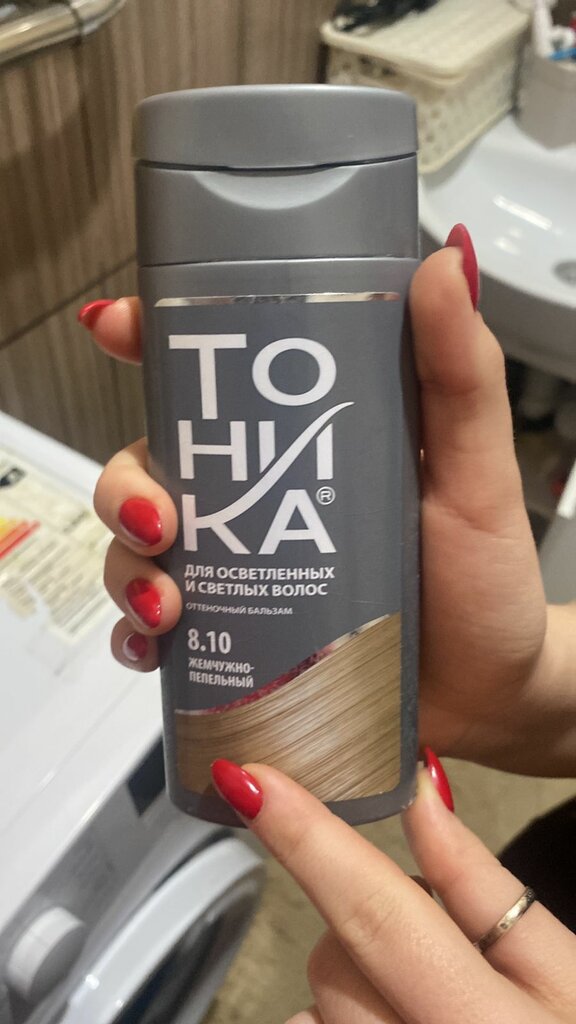 ТО
НИ
КА®
ДЛЯ ОСВЕТЛЕННЫХ
И СВЕТЛЫХ ВОЛОС
ОТТЕНОЧНЫЙ БАЛЬЗАМ
8.10
ЖЕМЧУЖНО-
ПЕПЕЛЬНЫЙ